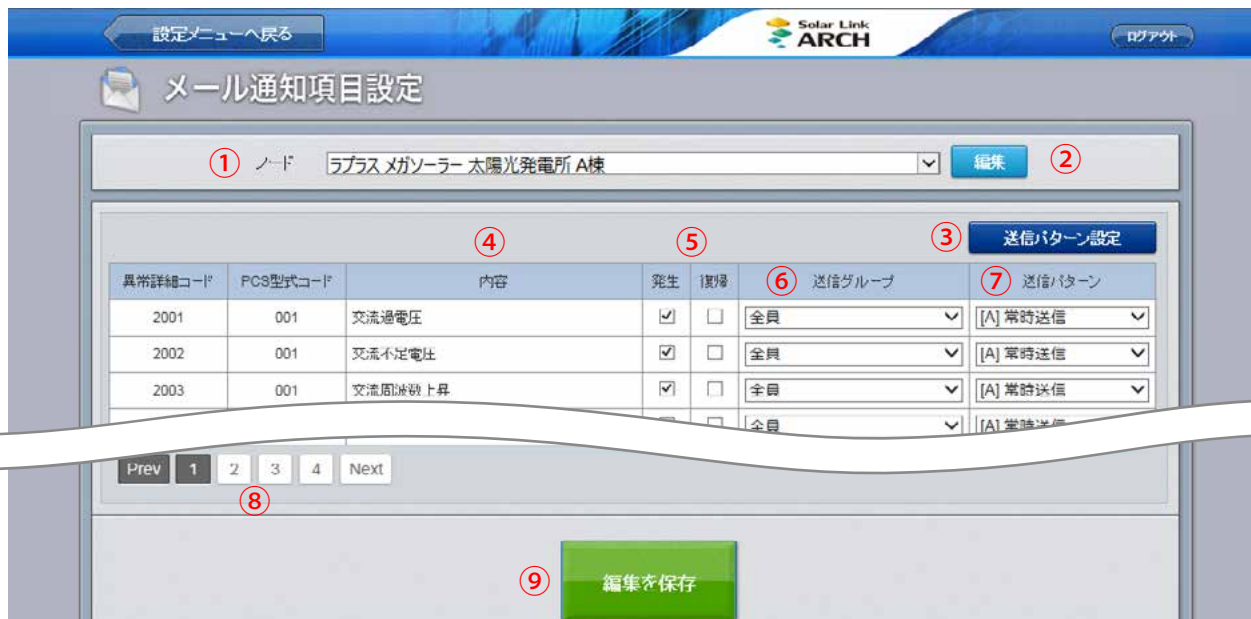 設定メニューへ戻る
Solar Link
ARCH
ログアウト
メール通知項目設定
① ノード ラプラス メガソーラー 太陽光発電所 A棟 編集 ②
③ 送信パターン設定
④ ⑤
異常詳細コード PCS型式コード 内容 発生 復帰 ⑥ 送信グループ ⑦ 送信パターン
2001 001 交流過電圧 全員 [A] 常時送信
2002 001 交流不足電圧 全員 [A] 常時送信
2003 001 交流周波数上昇 全員 [A] 常時送信
全員 [A] 常時送信
Prev 1 2 3 4 Next
⑧
⑨ 編集を保存